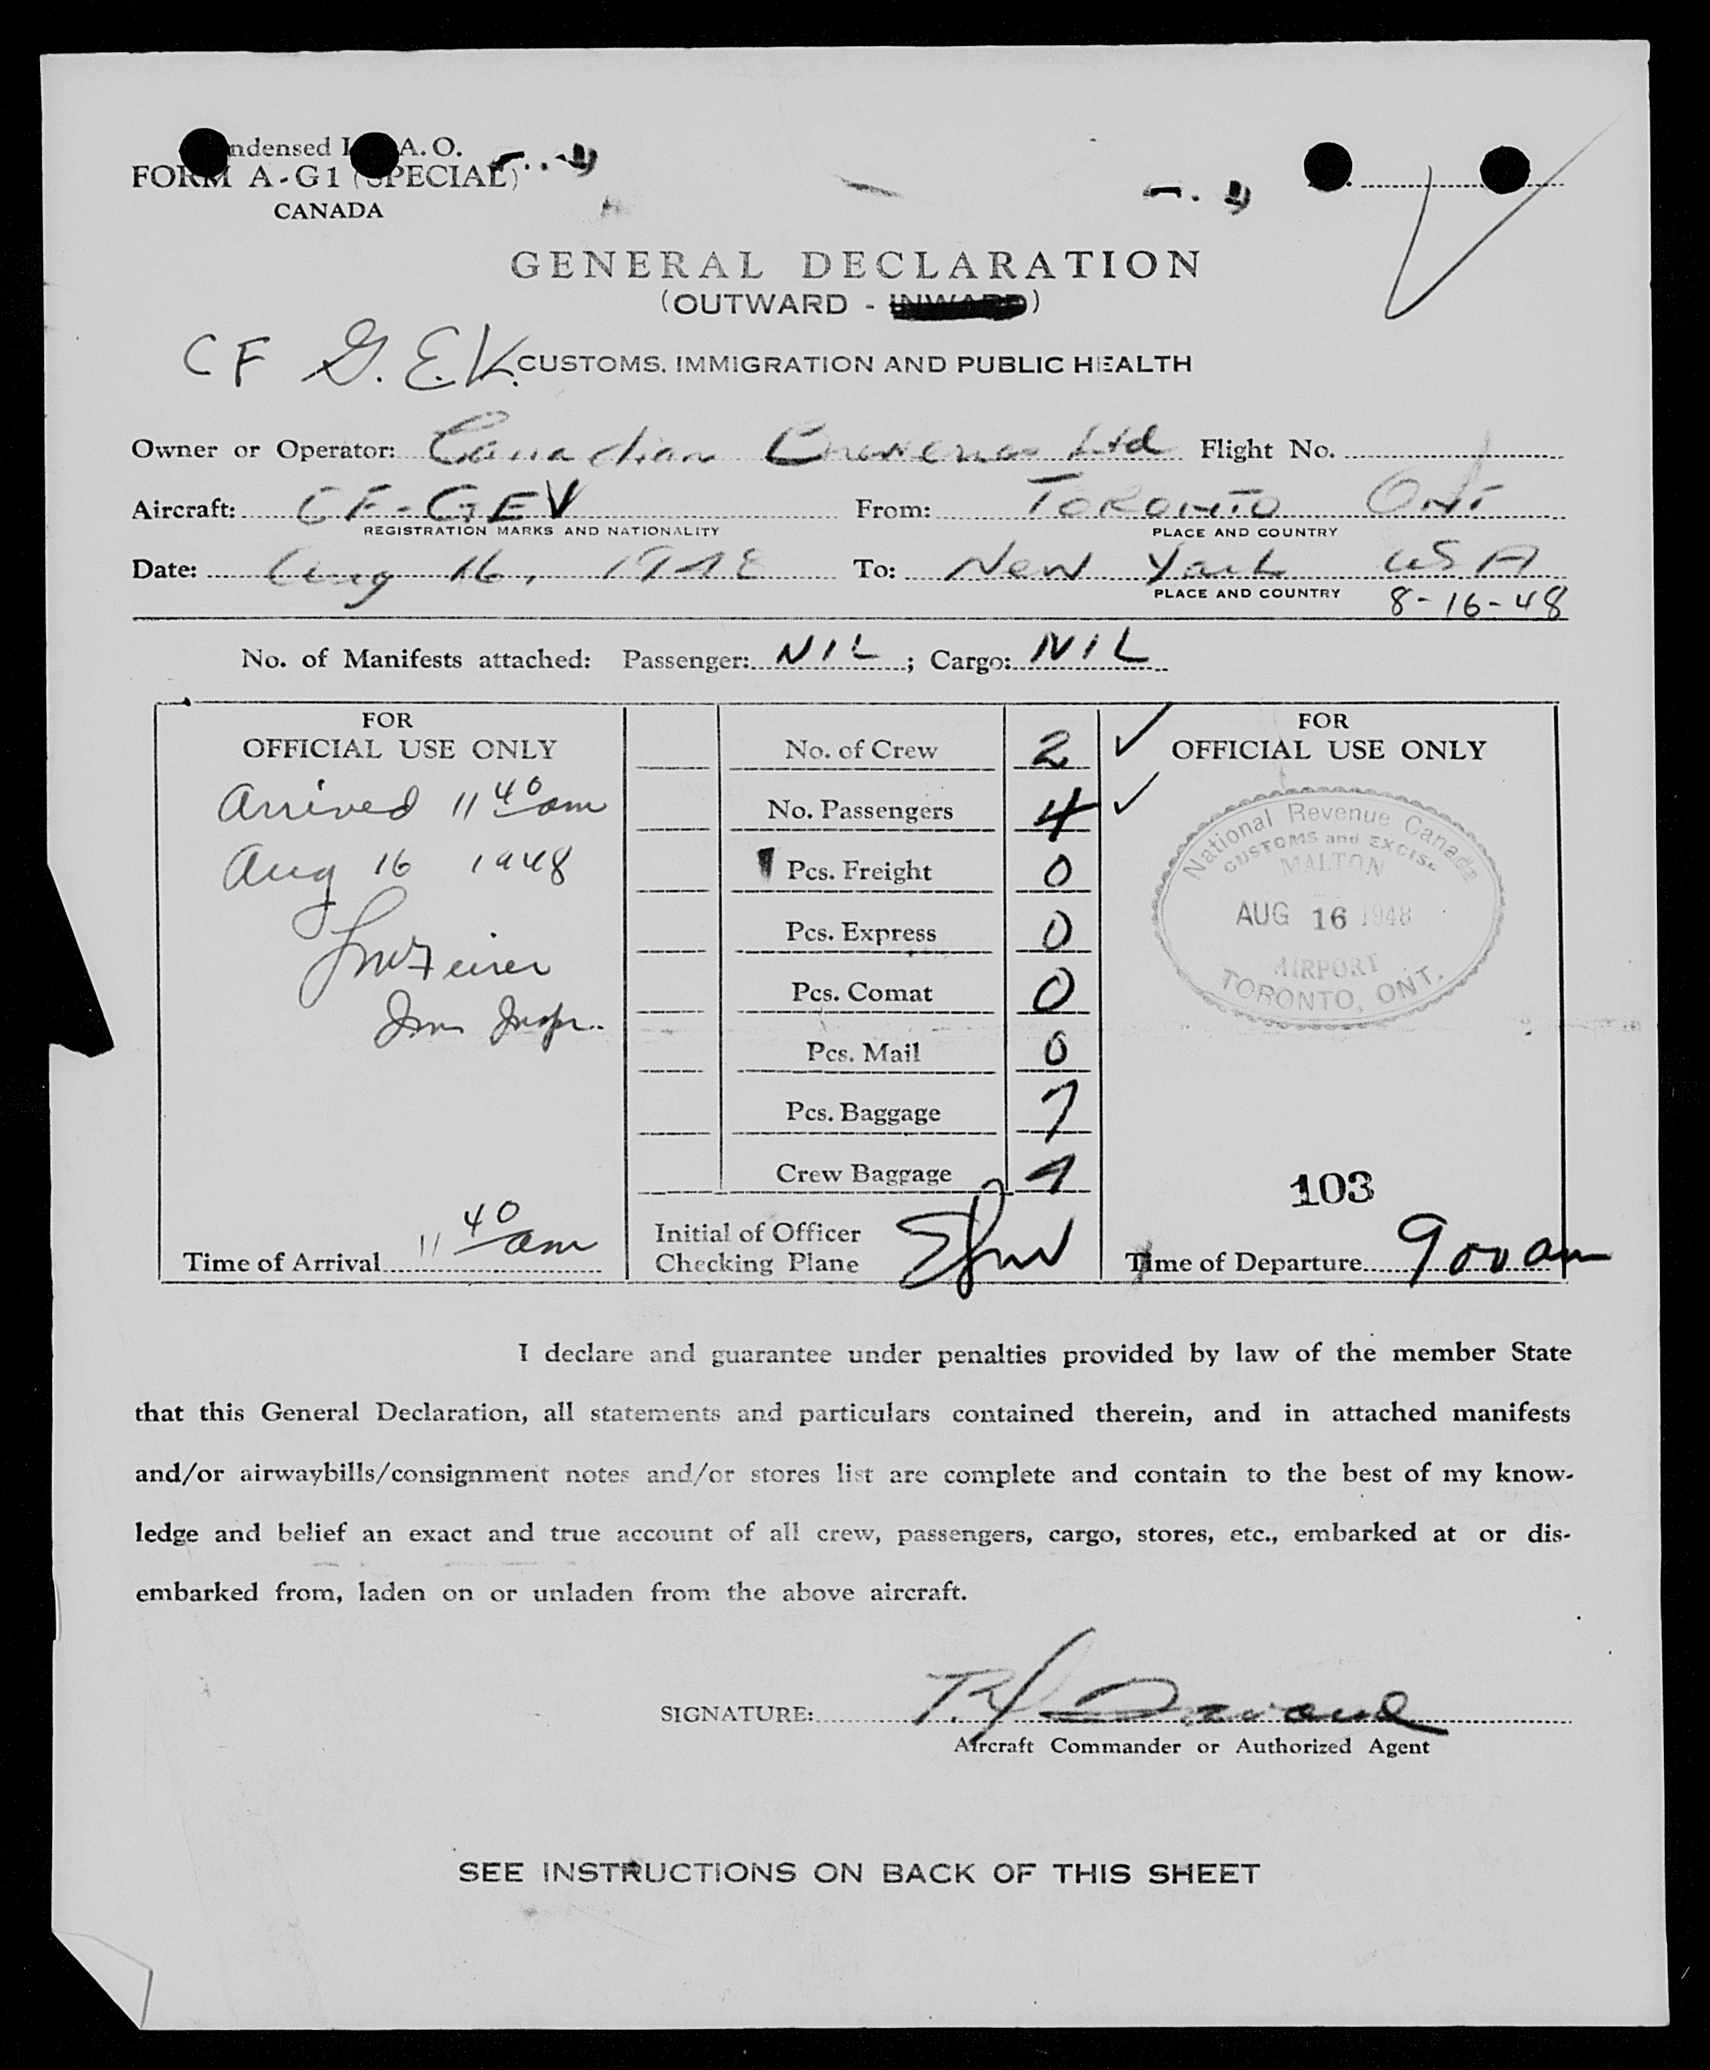 ndensed I A. O.
FORM A-G1 (SPECIAL)
CANADA
GENERAL DECLARATION
(OUTWARD - INWARD)
CF G. E. V. CUSTOMS, IMMIGRATION AND PUBLIC HEALTH
Owner or Operator: Canadian Ltd Flight No.
Aircraft: CF-GEV From: TORONTO ONT
REGISTRATION MARKS AND NATIONALITY PLACE AND COUNTRY
Date: Aug 16, 1948 To: New York USA
PLACE AND COUNTRY 8-16-48
No. of Manifests attached: Passenger: NIL ; Cargo: NIL
FOR
OFFICIAL USE ONLY
Arrived 11 40 am
Aug 16 1948
Imm Inspr.
Time of Arrival 11 40 am
No. of Crew 2
No. Passengers 4
Pcs. Freight 0
Pcs. Express 0
Pcs. Comat 0
Pcs. Mail 0
Pcs. Baggage 7
Crew Baggage
Initial of Officer
Checking Plane
FOR
OFFICIAL USE ONLY
National Revenue Canada
CUSTOMS and EXCISE
MALTON
AUG 16 1948
AIRPORT
TORONTO, ONT.
103
Time of Departure 9 00 am
I declare and guarantee under penalties provided by law of the member State
that this General Declaration, all statements and particulars contained therein, and in attached manifests
and/or airwaybills/consignment notes and/or stores list are complete and contain to the best of my know-
ledge and belief an exact and true account of all crew, passengers, cargo, stores, etc., embarked at or dis-
embarked from, laden on or unladen from the above aircraft.
SIGNATURE:
Aircraft Commander or Authorized Agent
SEE INSTRUCTIONS ON BACK OF THIS SHEET